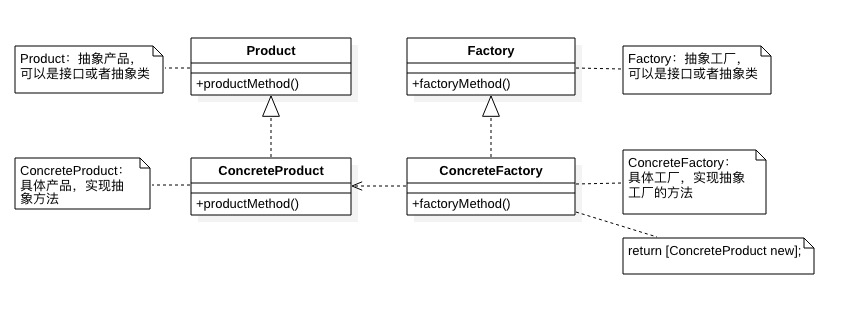 Product：抽象产品，
可以是接口或者抽象类
Product
+productMethod()
Factory
+factoryMethod()
Factory：抽象工厂，
可以是接口或者抽象类
ConcreteProduct：
具体产品，实现抽
象方法
ConcreteProduct
+productMethod()
ConcreteFactory
+factoryMethod()
ConcreteFactory：
具体工厂，实现抽象
工厂的方法
return [ConcreteProduct new];